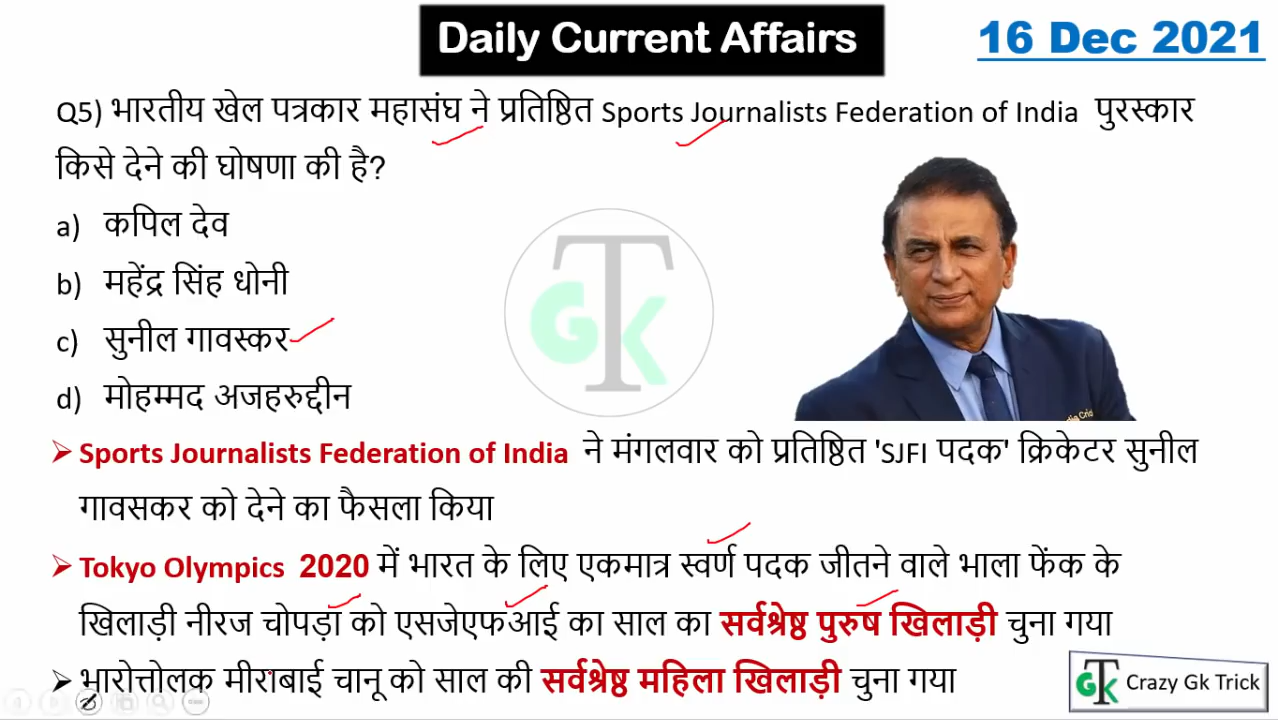 Daily Current Affairs
16 Dec 2021
Q5) भारतीय खेल पत्रकार महासंघ ने प्रतिष्ठित Sports Journalists Federation of India पुरस्कार
किसे देने की घोषणा की है?
a) कपिल देव
b) महेंद्र सिंह धोनी
c) सुनील गावस्कर
d) मोहम्मद अजहरुद्दीन
Sports Journalists Federation of India ने मंगलवार को प्रतिष्ठित 'SJFI पदक' क्रिकेटर सुनील
गावसकर को देने का फैसला किया
Tokyo Olympics 2020 में भारत के लिए एकमात्र स्वर्ण पदक जीतने वाले भाला फेंक के
खिलाड़ी नीरज चोपड़ा को एसजेएफआई का साल का सर्वश्रेष्ठ पुरुष खिलाड़ी चुना गया
भारोत्तोलक मीराबाई चानू को साल की सर्वश्रेष्ठ महिला खिलाड़ी चुना गया
TGK
TGK Crazy Gk Trick